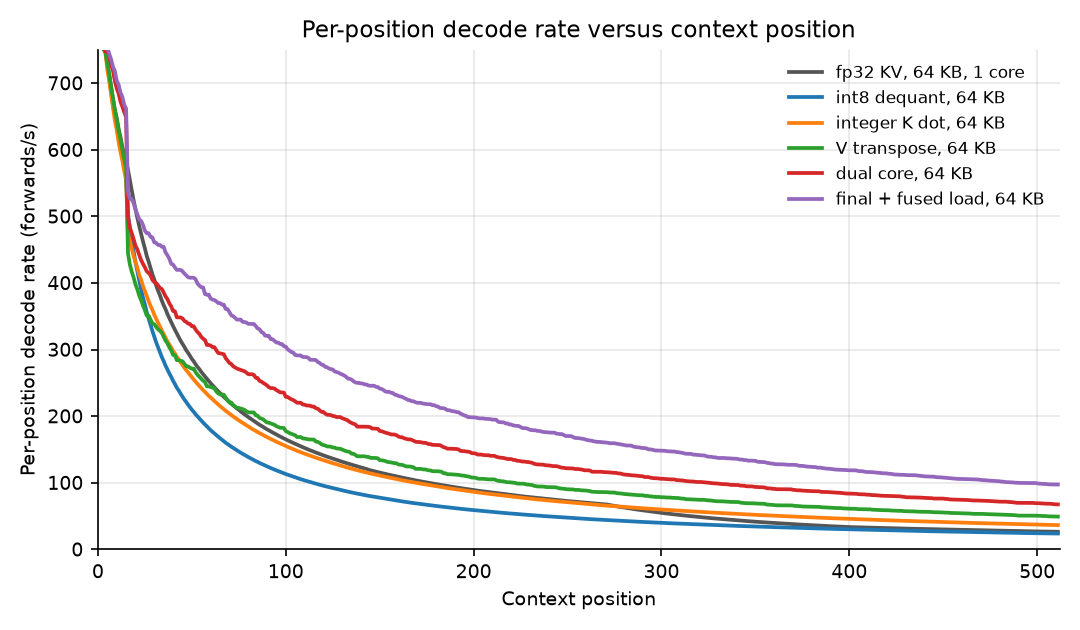 Per-position decode rate versus context position
Per-position decode rate (forwards/s)
700
600
500
400
300
200
100
0
fp32 KV, 64 KB, 1 core
int8 dequant, 64 KB
integer K dot, 64 KB
V transpose, 64 KB
dual core, 64 KB
final + fused load, 64 KB
0 100 200 300 400 500
Context position